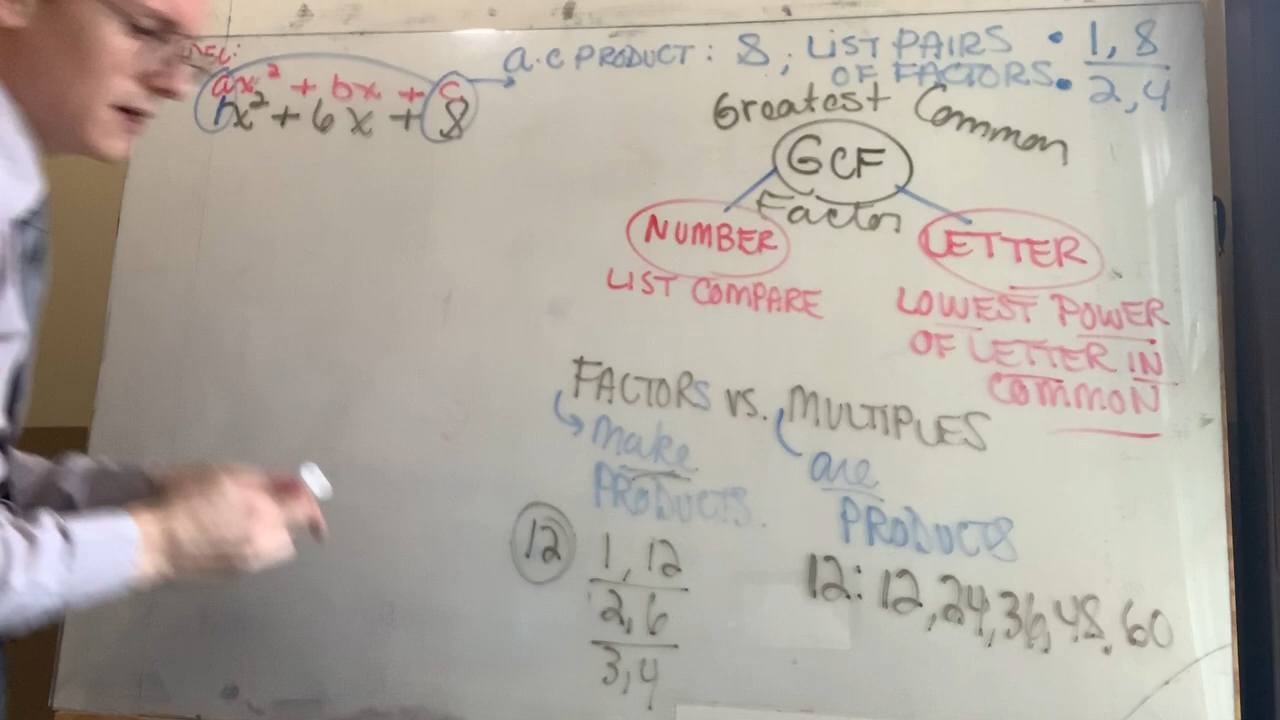 ax² + bx + c
1x² + 6x + 8
a.c PRODUCT: 8; LIST PAIRS OF FACTORS
• 1, 8
• 2, 4
Greatest Common Factor
GCF
NUMBER
LIST COMPARE
LETTER
LOWEST POWER
OF LETTER IN
COMMON
FACTORS vs. MULTIPLES
make
PRODUCTS.
are
PRODUCTS
12
1, 12
2, 6
3, 4
12: 12, 24, 36, 48, 60